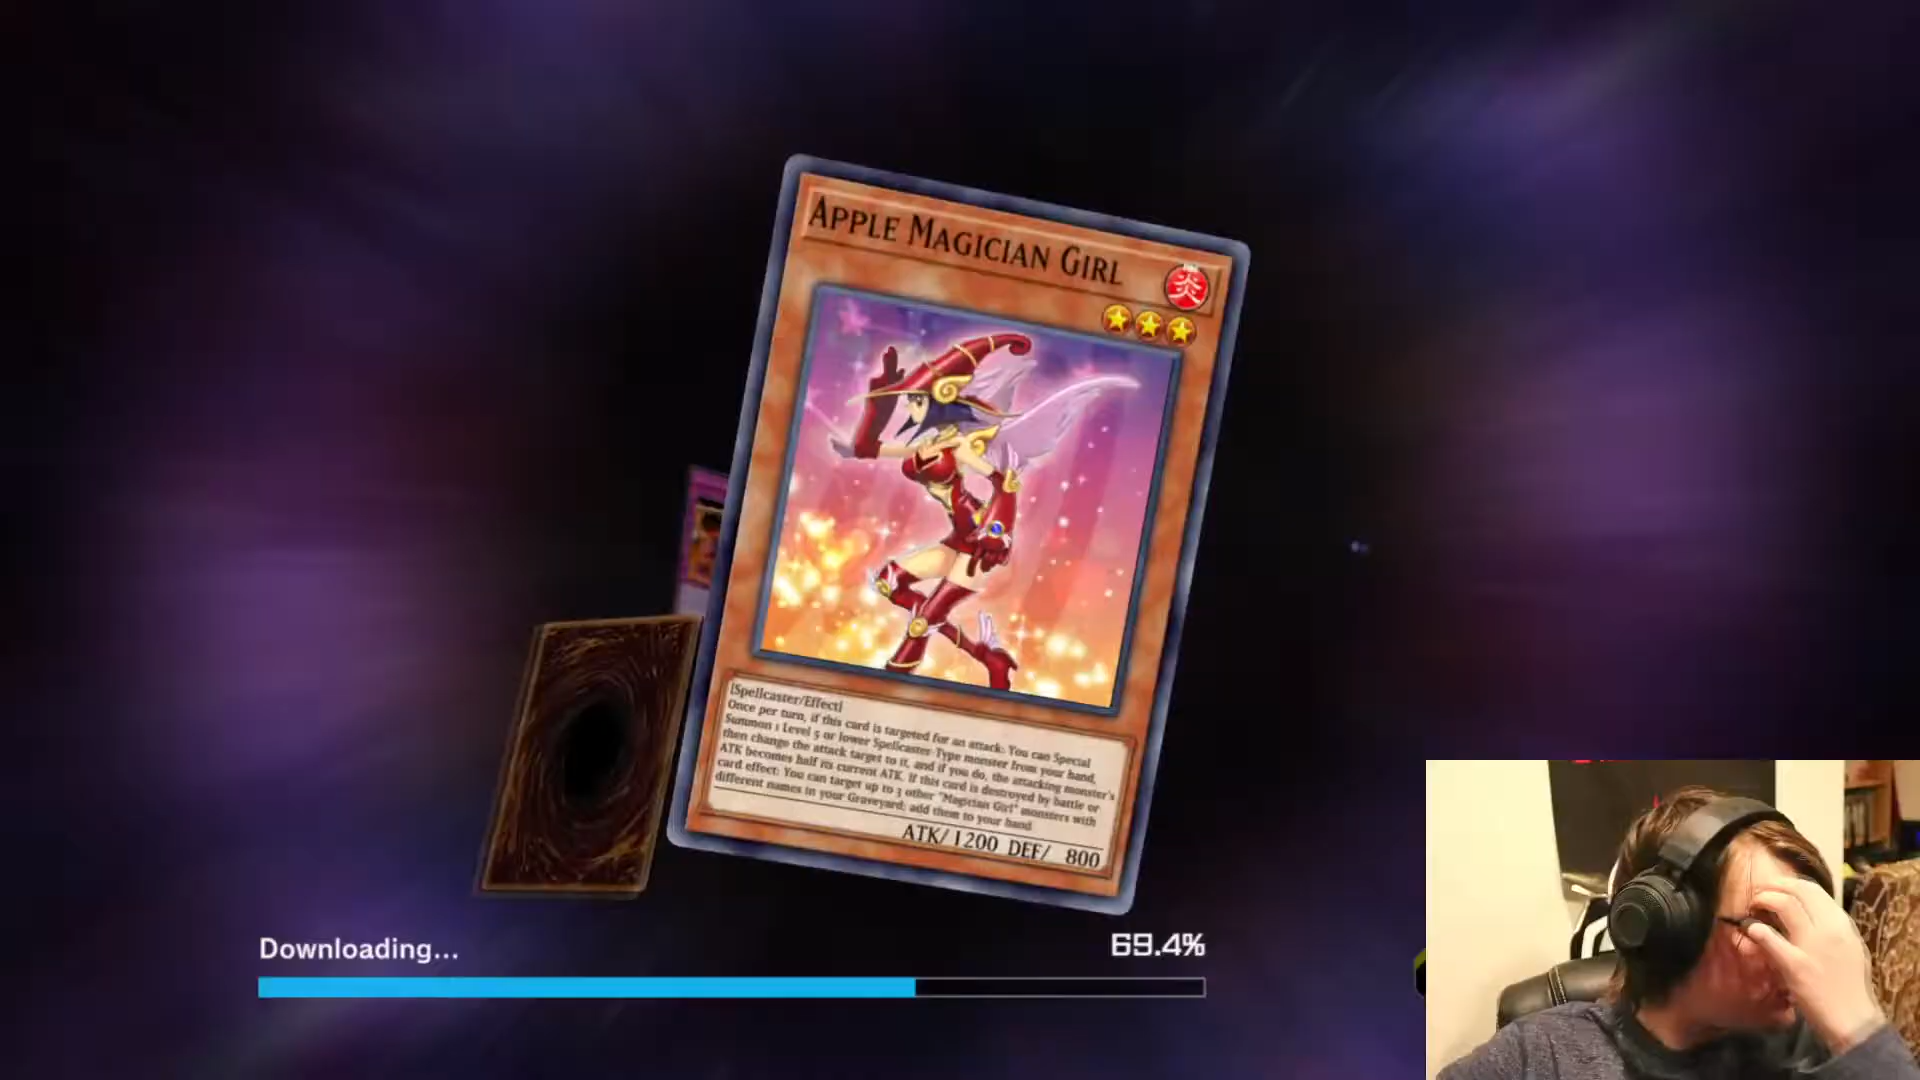 APPLE MAGICIAN GIRL
炎
[Spellcaster/Effect]
Once per turn, if this card is targeted for an attack: You can Special
Summon 1 Level 5 or lower Spellcaster-Type monster from your hand,
then change the attack target to it, and if you do, the attacking monster's
ATK becomes half its current ATK. If this card is destroyed by battle or
card effect: You can target up to 3 other "Magician Girl" monsters with
different names in your Graveyard; add them to your hand.
ATK/ 1200 DEF/ 800
Downloading...
69.4%